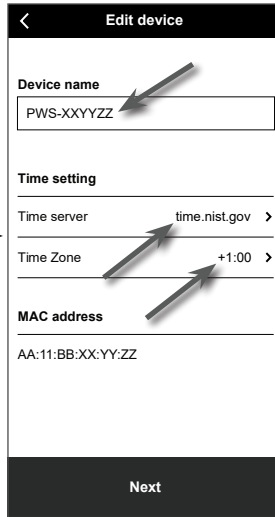 Edit device
Device name
PWS-XXYYZZ
Time setting
Time server time.nist.gov
Time Zone +1:00
MAC address
AA:11:BB:XX:YY:ZZ
Next